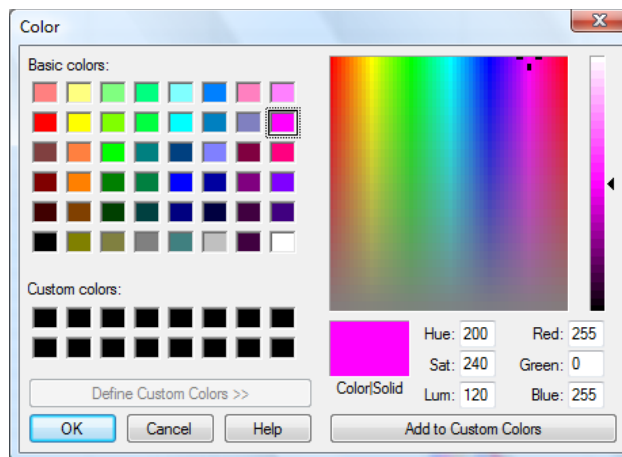 Color
Basic colors:
Custom colors:
Define Custom Colors >>
OK Cancel Help
Color|Solid
Hue: 200 Red: 255
Sat: 240 Green: 0
Lum: 120 Blue: 255
Add to Custom Colors